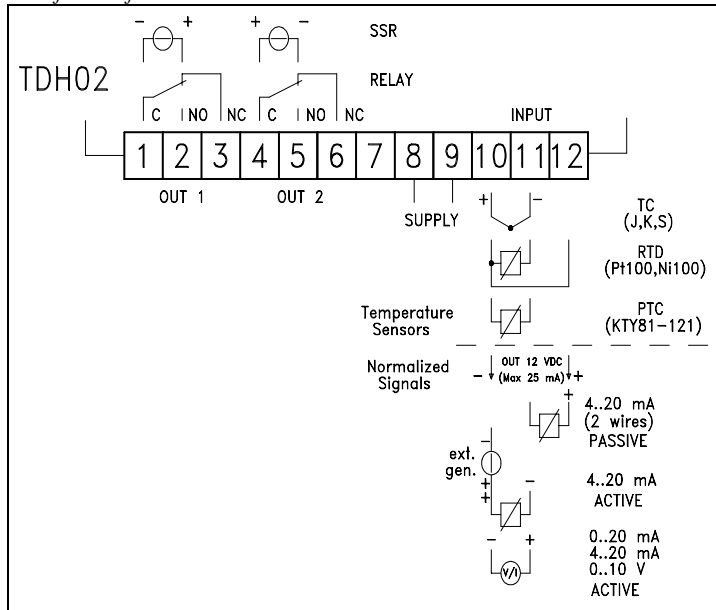 - + + - SSR
TDH02
RELAY
C NO NC C NO NC INPUT
1 2 3 4 5 6 7 8 9 10 11 12
OUT 1 OUT 2
SUPPLY + - TC
(J,K,S)
RTD
(Pt100,Ni100)
Temperature
Sensors
PTC
(KTY81-121)
Normalized
Signals
OUT 12 VDC
- (Max 25 mA) +
+
4..20 mA
(2 wires)
PASSIVE
-
ext.
gen.
+
+
-
4..20 mA
ACTIVE
- +
0..20 mA
4..20 mA
0..10 V
ACTIVE
V/I